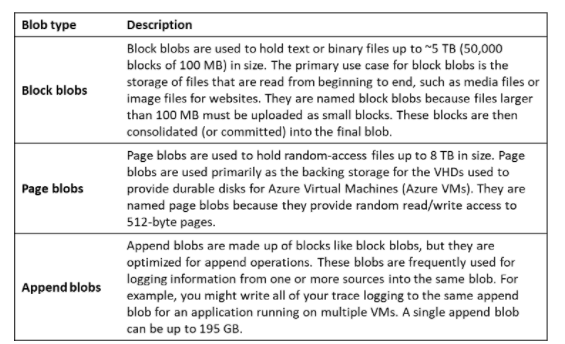 Blob type Description
Block blobs are used to hold text or binary files up to ~5 TB (50,000
blocks of 100 MB) in size. The primary use case for block blobs is the
storage of files that are read from beginning to end, such as media files or
Block blobs image files for websites. They are named block blobs because files larger
than 100 MB must be uploaded as small blocks. These blocks are then
consolidated (or committed) into the final blob.
Page blobs are used to hold random-access files up to 8 TB in size. Page
blobs are used primarily as the backing storage for the VHDs used to
Page blobs provide durable disks for Azure Virtual Machines (Azure VMs). They are
named page blobs because they provide random read/write access to
512-byte pages.
Append blobs are made up of blocks like block blobs, but they are
optimized for append operations. These blobs are frequently used for
Append blobs logging information from one or more sources into the same blob. For
example, you might write all of your trace logging to the same append
blob for an application running on multiple VMs. A single append blob
can be up to 195 GB.